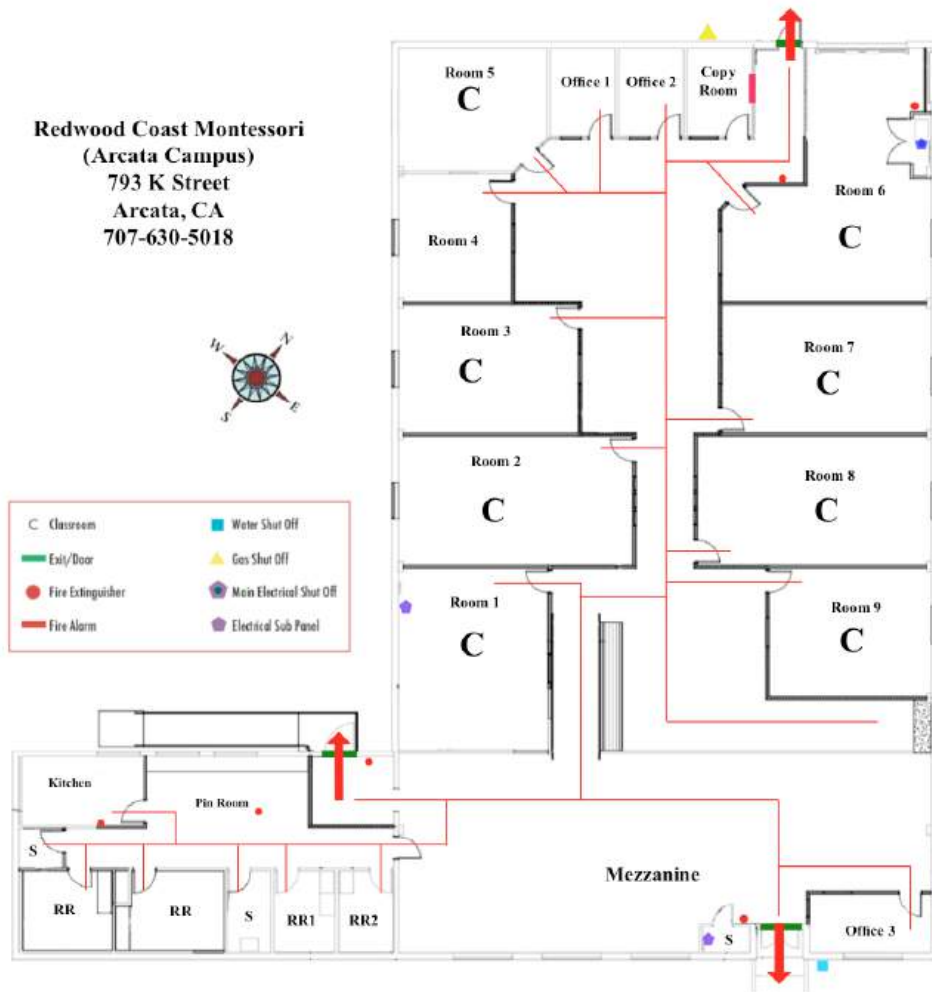 Redwood Coast Montessori
(Arcata Campus)
793 K Street
Arcata, CA
707-630-5018
W
N
S
E
C Classroom
Exit/Door
Fire Extinguisher
Fire Alarm
Water Shut Off
Gas Shut Off
Main Electrical Shut Off
Electrical Sub Panel
Room 5
C
Office 1
Office 2
Copy
Room
Room 6
C
Room 4
Room 3
C
Room 7
C
Room 2
C
Room 8
C
Room 1
C
Room 9
C
Kitchen
Pin Room
S
RR
RR
S
RR1
RR2
Mezzanine
S
Office 3